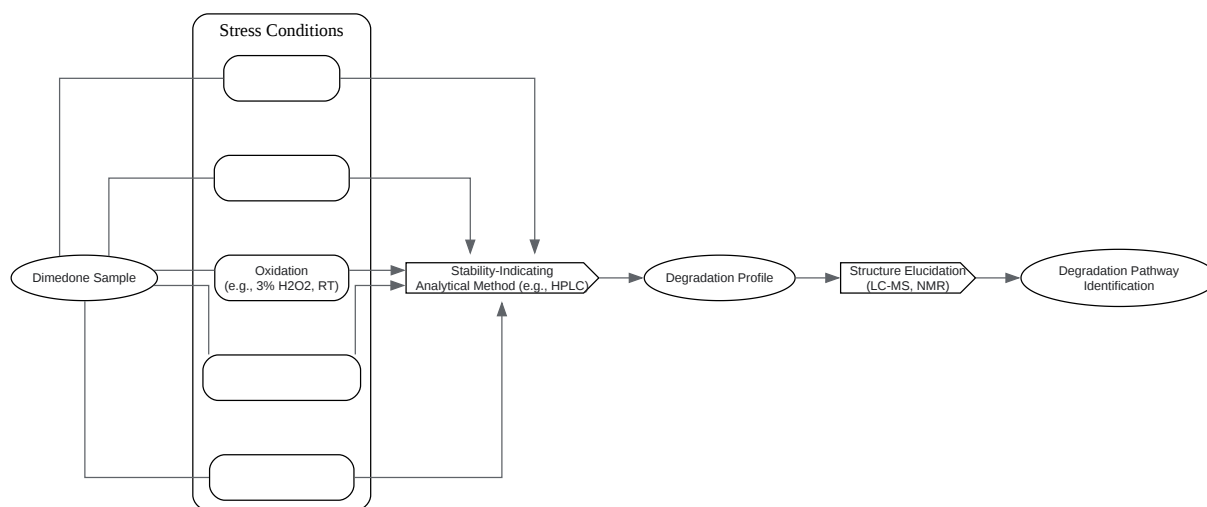 Stress Conditions
Dimedone Sample
Oxidation
(e.g., 3% H2O2, RT)
Stability-Indicating
Analytical Method (e.g., HPLC)
Degradation Profile
Structure Elucidation
(LC-MS, NMR)
Degradation Pathway
Identification